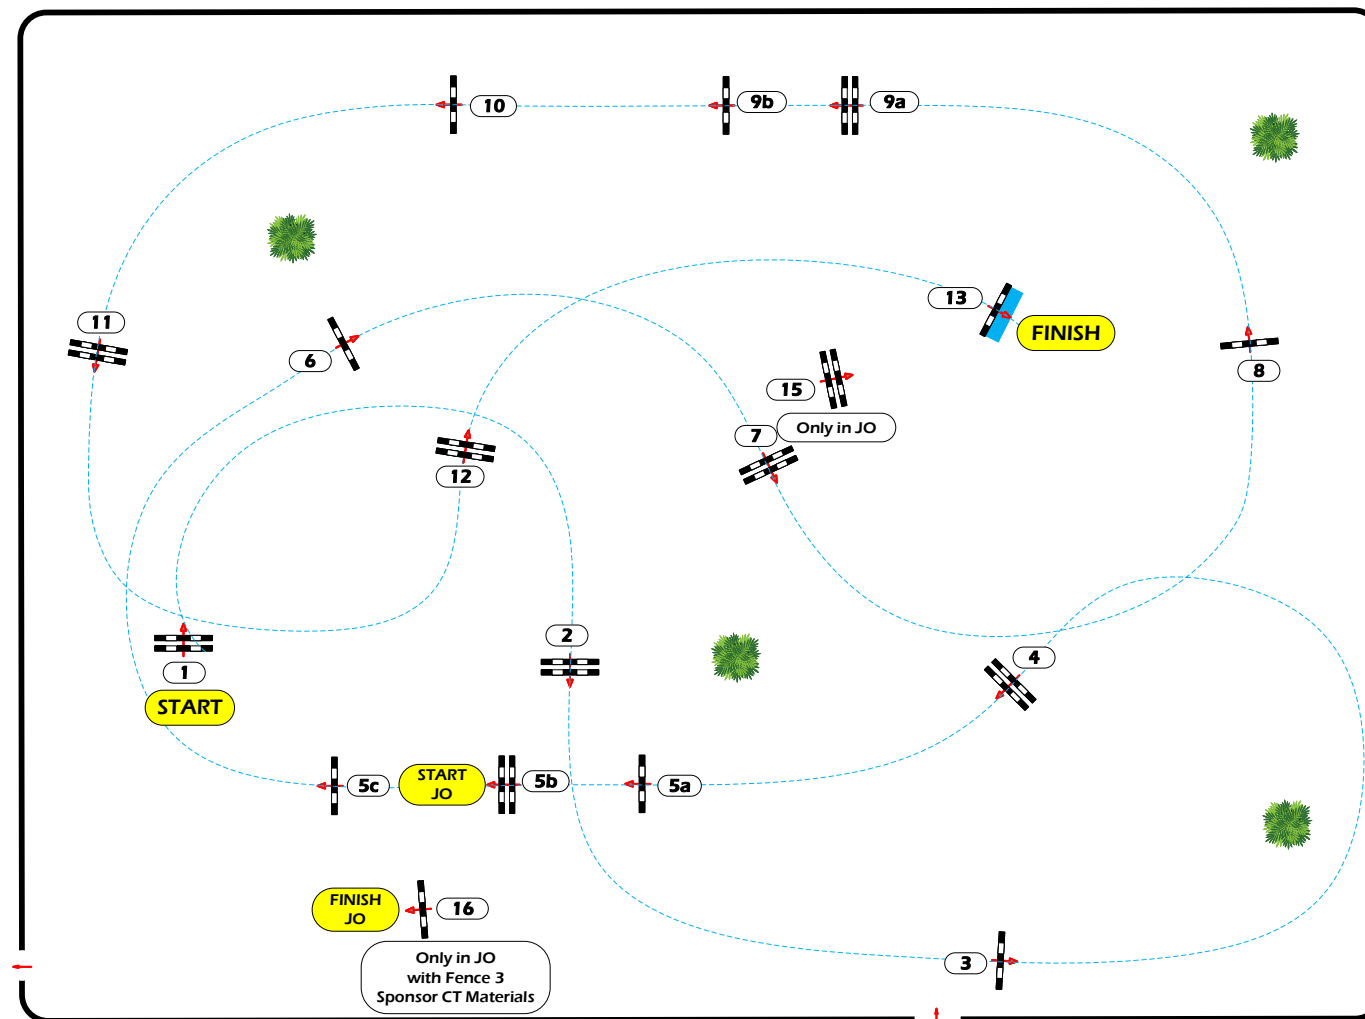 10
9b
9a
11
13
FINISH
6
8
15
Only in JO
7
12
2
4
1
START
5c
START
JO
5b
5a
FINISH
JO
16
Only in JO
with Fence 3
Sponsor CT Materials
3